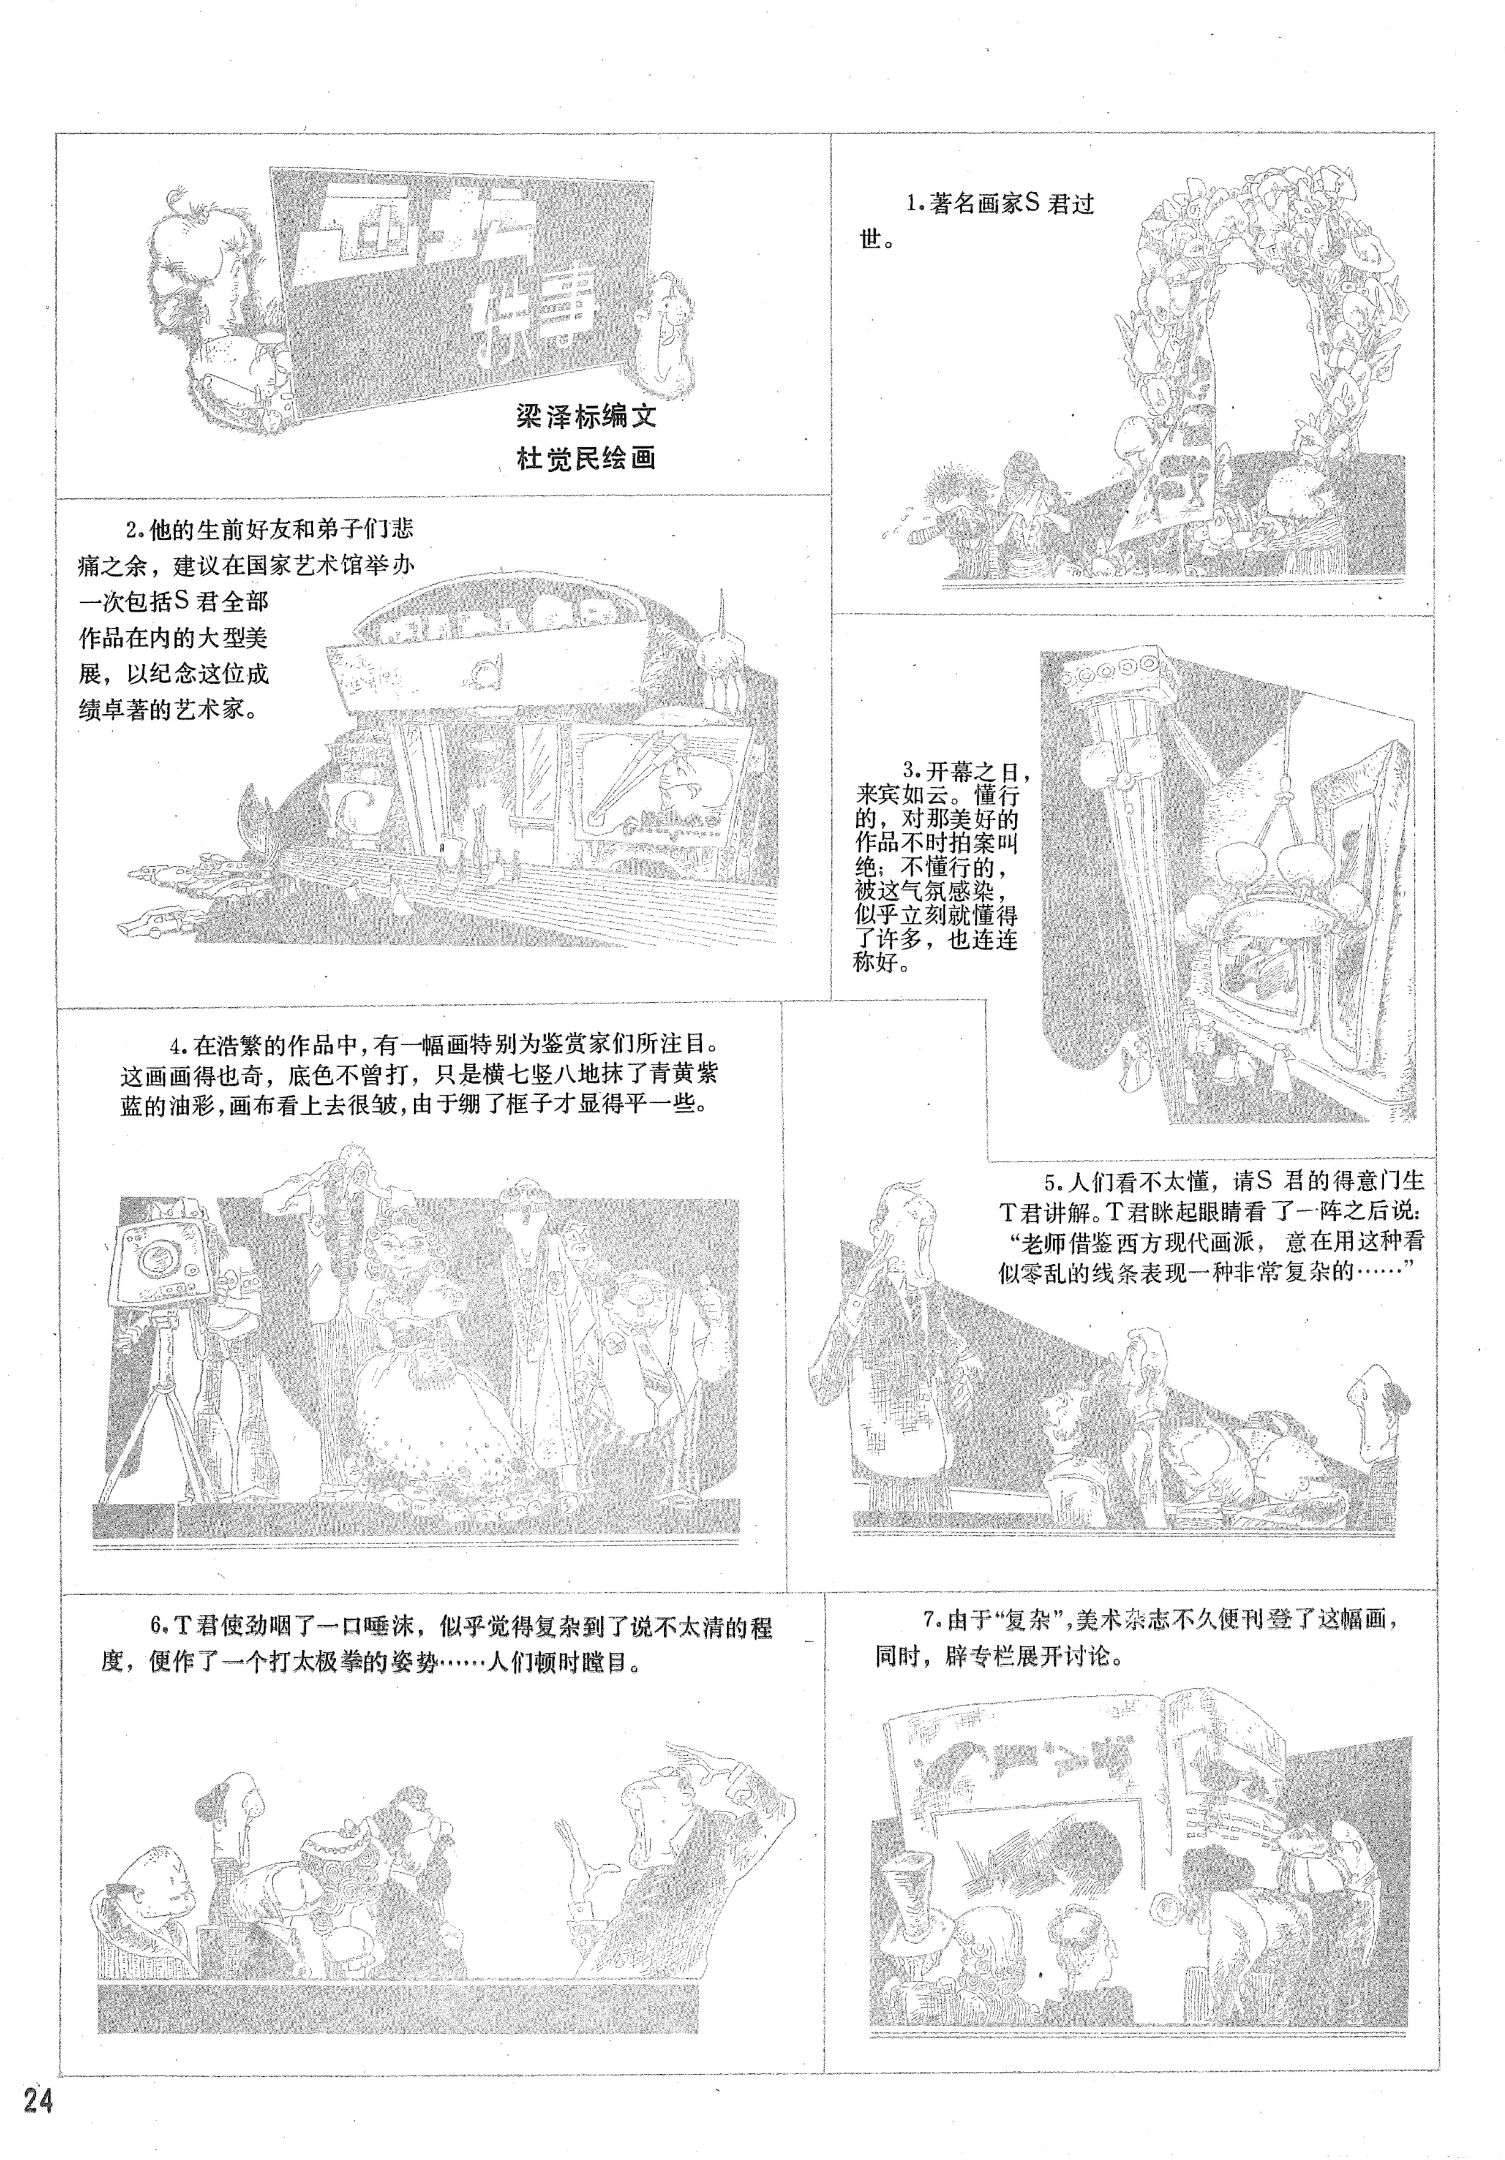 画坛
轶事
梁泽标编文
杜觉民绘画
1.著名画家S君过
世。
2.他的生前好友和弟子们悲
痛之余，建议在国家艺术馆举办
一次包括S君全部
作品在内的大型美
展，以纪念这位成
绩卓著的艺术家。
3.开幕之日，
来宾如云。懂行
的，对那美好的
作品不时拍案叫
绝；不懂行的，
被这气氛感染，
似乎立刻就懂得
了许多，也连连
称好。
4.在浩繁的作品中，有一幅画特别为鉴赏家们所注目。
这画画得也奇，底色不曾打，只是横七竖八地抹了青黄紫
蓝的油彩，画布看上去很皱，由于绷了框子才显得平一些。
5.人们看不太懂，请S君的得意门生
T君讲解。T君眯起眼睛看了一阵之后说：
“老师借鉴西方现代画派，意在用这种看
似零乱的线条表现一种非常复杂的……”
6.T君使劲咽了一口唾沫，似乎觉得复杂到了说不太清的程
度，便作了一个打太极拳的姿势……人们顿时瞠目。
7.由于“复杂”，美术杂志不久便刊登了这幅画，
同时，辟专栏展开讨论。
24